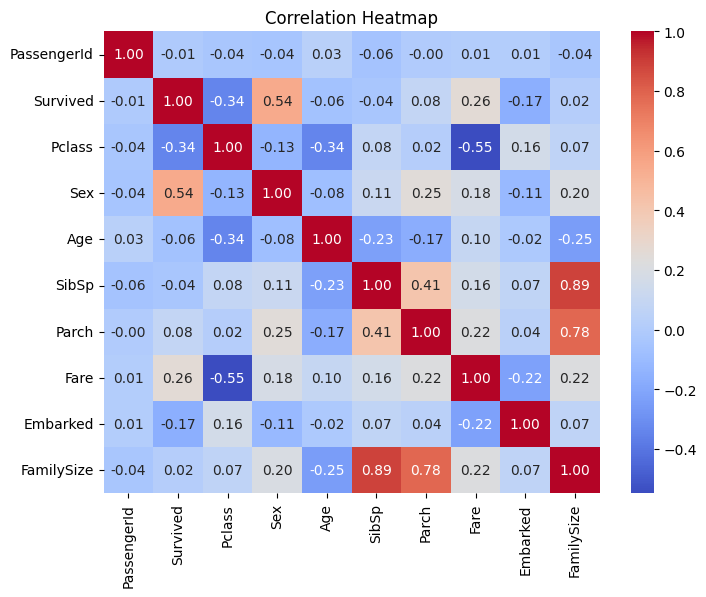 Correlation Heatmap
PassengerId 1.00 -0.01 -0.04 -0.04 0.03 -0.06 -0.00 0.01 0.01 -0.04
Survived -0.01 1.00 -0.34 0.54 -0.06 -0.04 0.08 0.26 -0.17 0.02
Pclass -0.04 -0.34 1.00 -0.13 -0.34 0.08 0.02 -0.55 0.16 0.07
Sex -0.04 0.54 -0.13 1.00 -0.08 0.11 0.25 0.18 -0.11 0.20
Age 0.03 -0.06 -0.34 -0.08 1.00 -0.23 -0.17 0.10 -0.02 -0.25
SibSp -0.06 -0.04 0.08 0.11 -0.23 1.00 0.41 0.16 0.07 0.89
Parch -0.00 0.08 0.02 0.25 -0.17 0.41 1.00 0.22 0.04 0.78
Fare 0.01 0.26 -0.55 0.18 0.10 0.16 0.22 1.00 -0.22 0.22
Embarked 0.01 -0.17 0.16 -0.11 -0.02 0.07 0.04 -0.22 1.00 0.07
FamilySize -0.04 0.02 0.07 0.20 -0.25 0.89 0.78 0.22 0.07 1.00
PassengerId
Survived
Pclass
Sex
Age
SibSp
Parch
Fare
Embarked
FamilySize
1.0
0.8
0.6
0.4
0.2
0.0
−0.2
−0.4